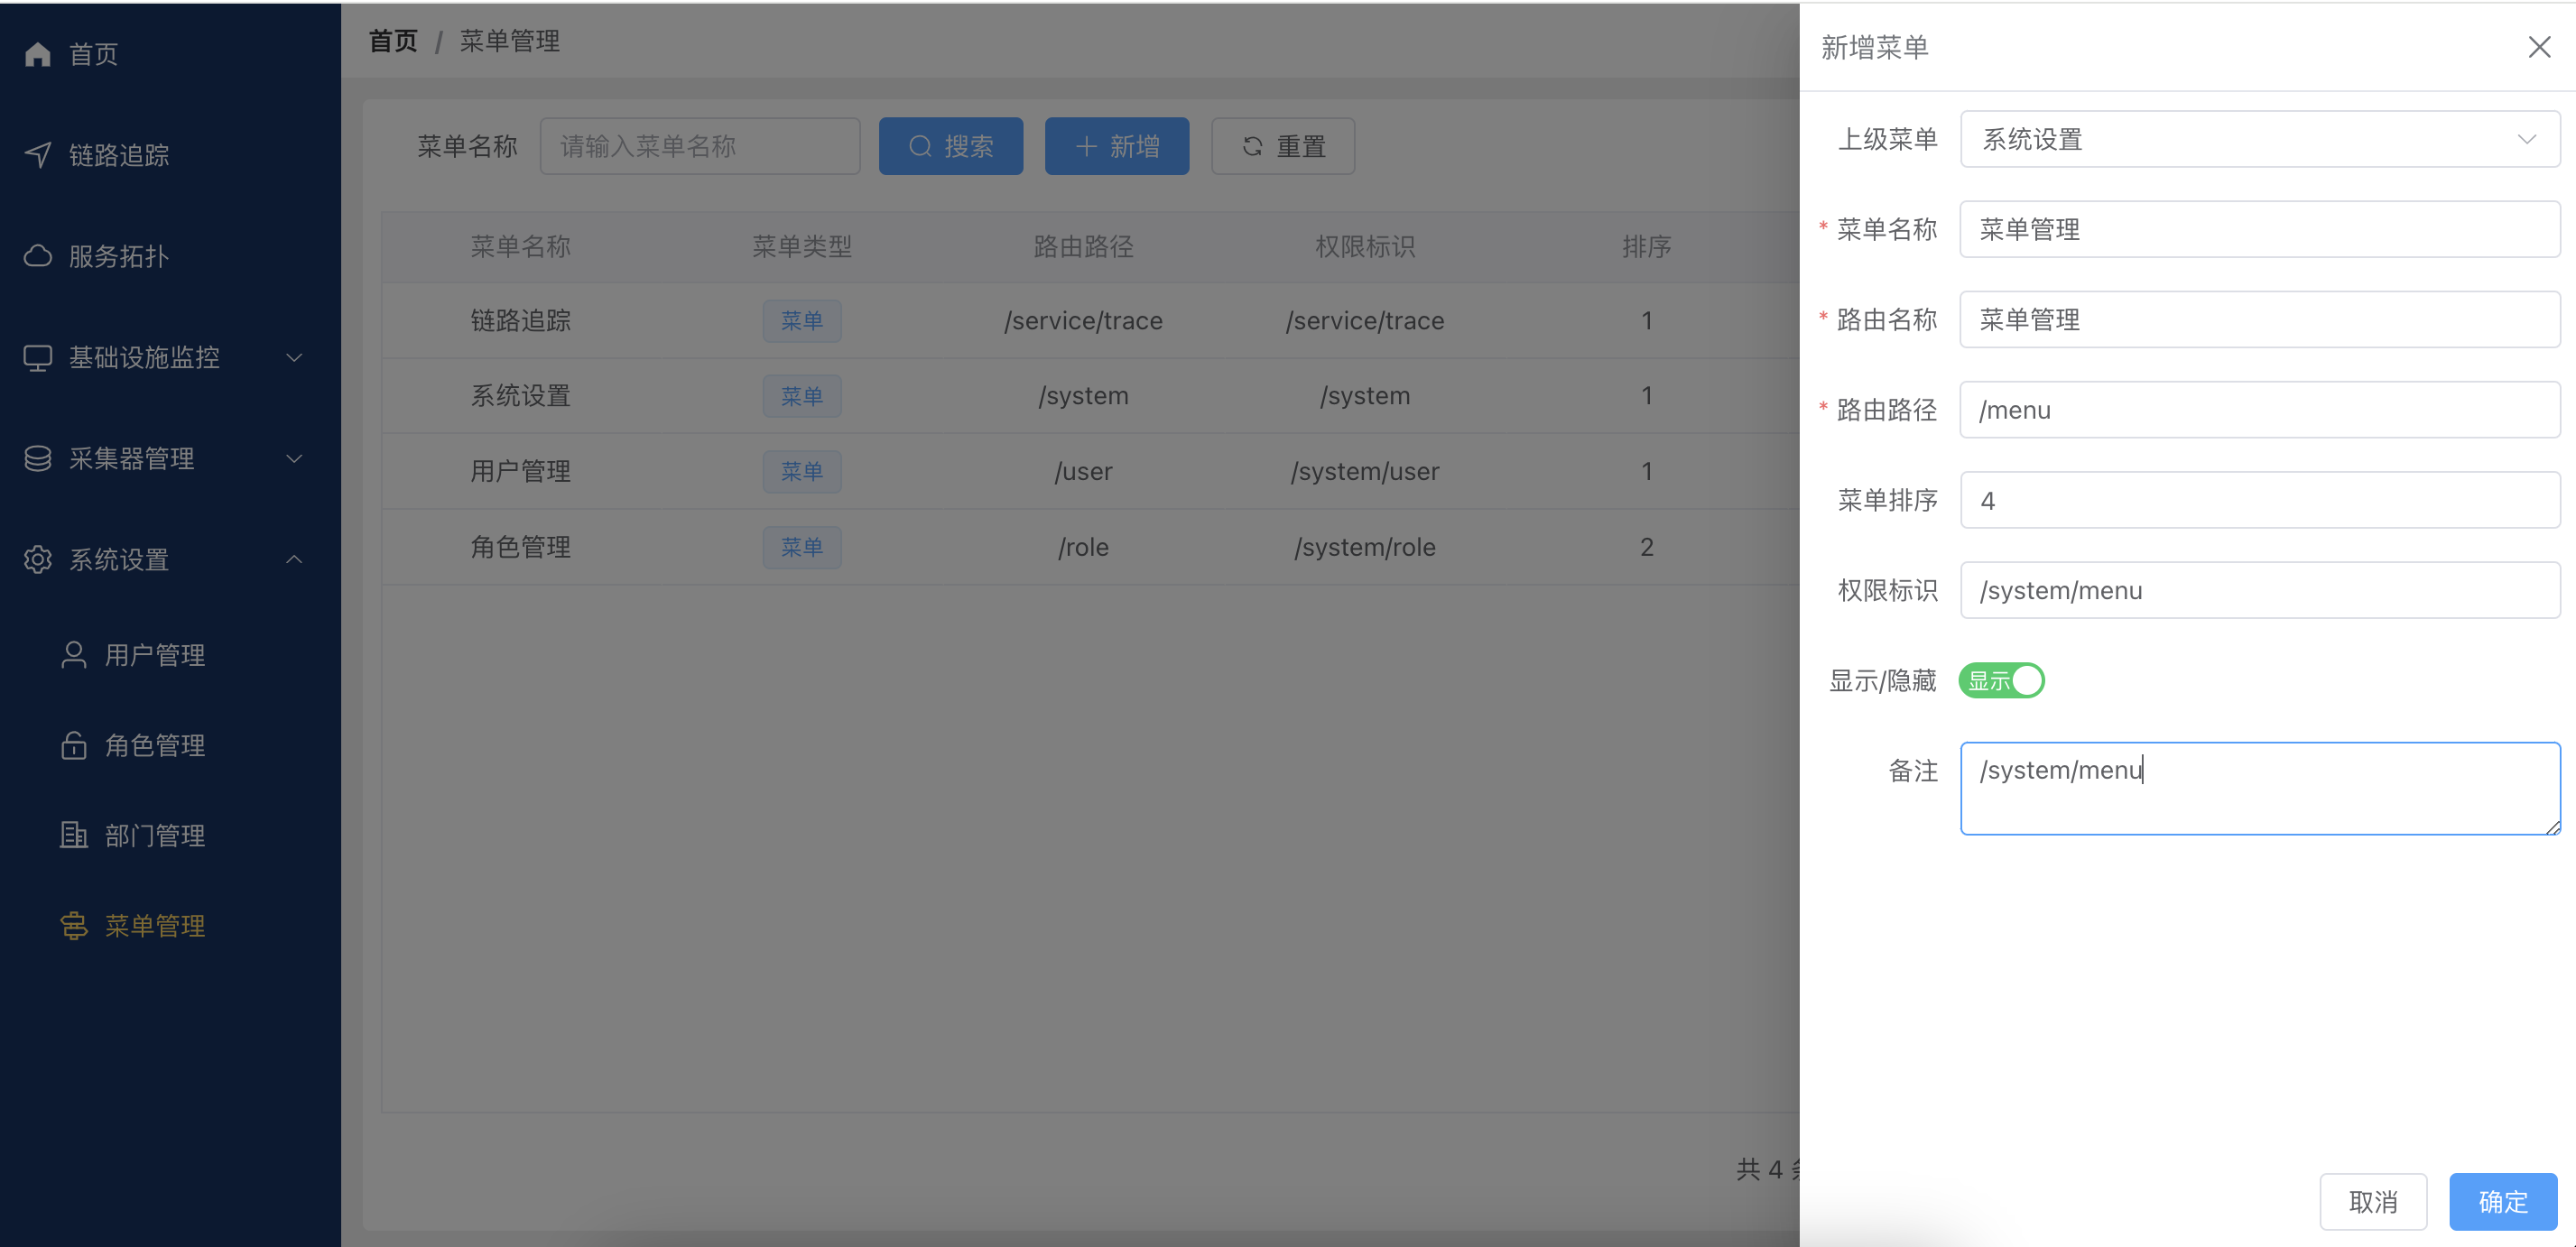 首页
链路追踪
服务拓扑
基础设施监控
采集器管理
系统设置
用户管理
角色管理
部门管理
菜单管理
首页 / 菜单管理
菜单名称 请输入菜单名称 搜索 新增 重置
菜单名称 菜单类型 路由路径 权限标识 排序
链路追踪 菜单 /service/trace /service/trace 1
系统设置 菜单 /system /system 1
用户管理 菜单 /user /system/user 1
角色管理 菜单 /role /system/role 2
共 4
新增菜单
上级菜单 系统设置
* 菜单名称 菜单管理
* 路由名称 菜单管理
* 路由路径 /menu
菜单排序 4
权限标识 /system/menu
显示/隐藏 显示
备注 /system/menu
取消 确定